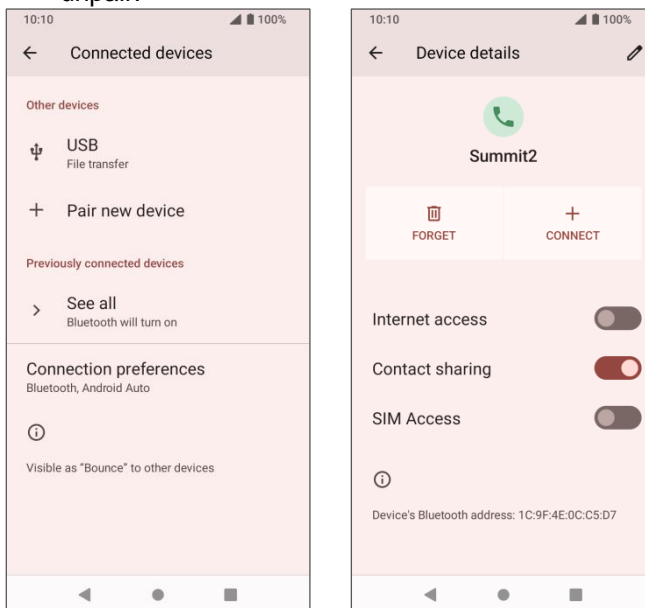 unpair
10:10 100%
Connected devices
Other devices
USB
File transfer
Pair new device
Previously connected devices
See all
Bluetooth will turn on
Connection preferences
Bluetooth, Android Auto
Visible as “Bounce” to other devices
10:10 100%
Device details
Summit2
FORGET CONNECT
Internet access
Contact sharing
SIM Access
Device's Bluetooth address: 1C:9F:4E:0C:C5:D7